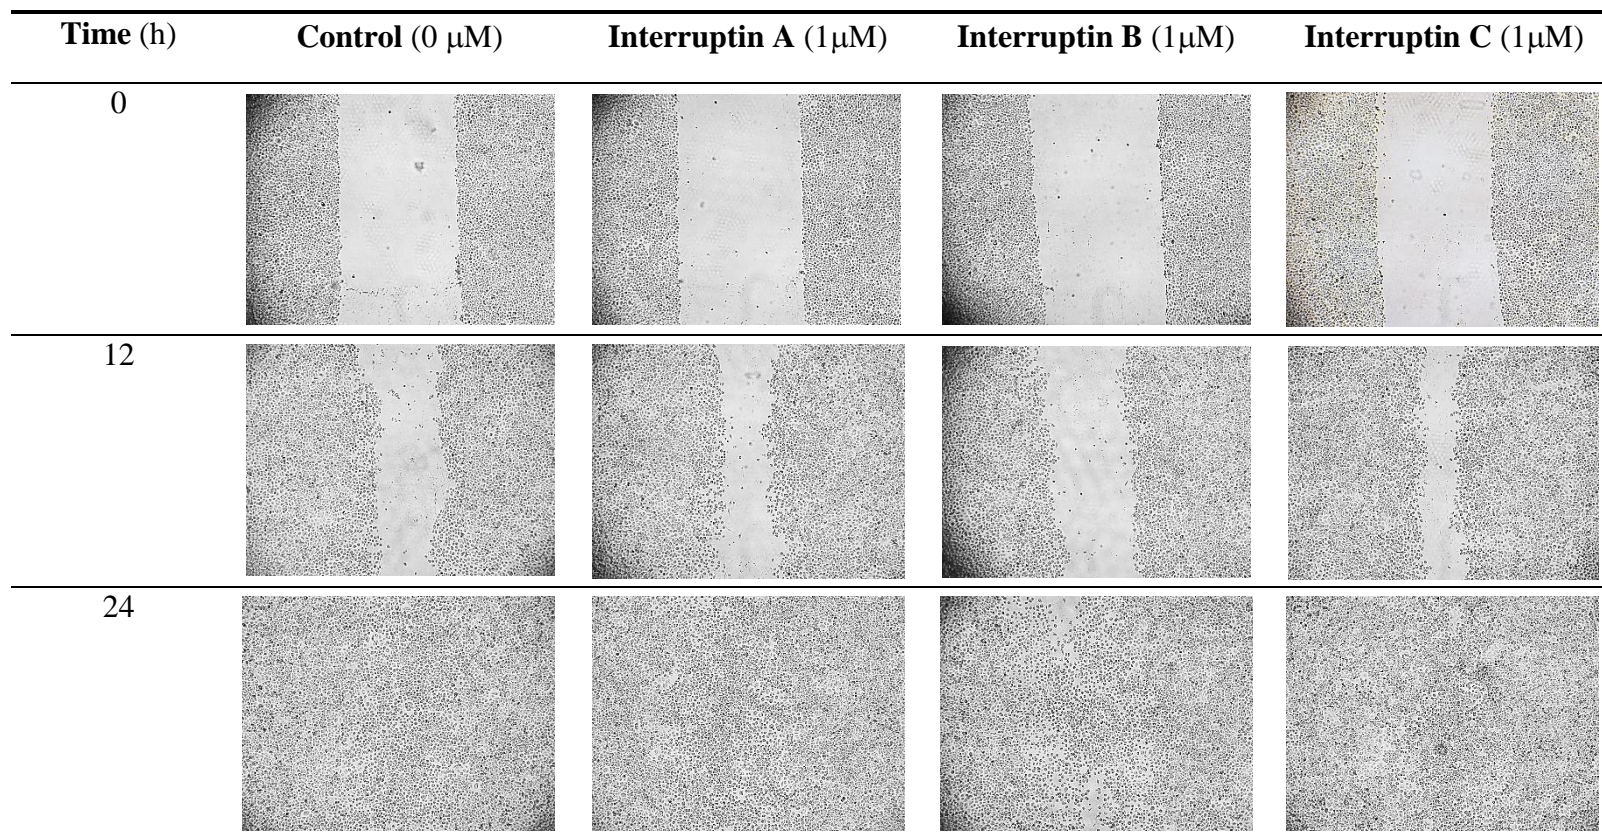 Time (h) Control (0 μM) Interruptin A (1μM) Interruptin B (1μM) Interruptin C (1μM)
0
12
24